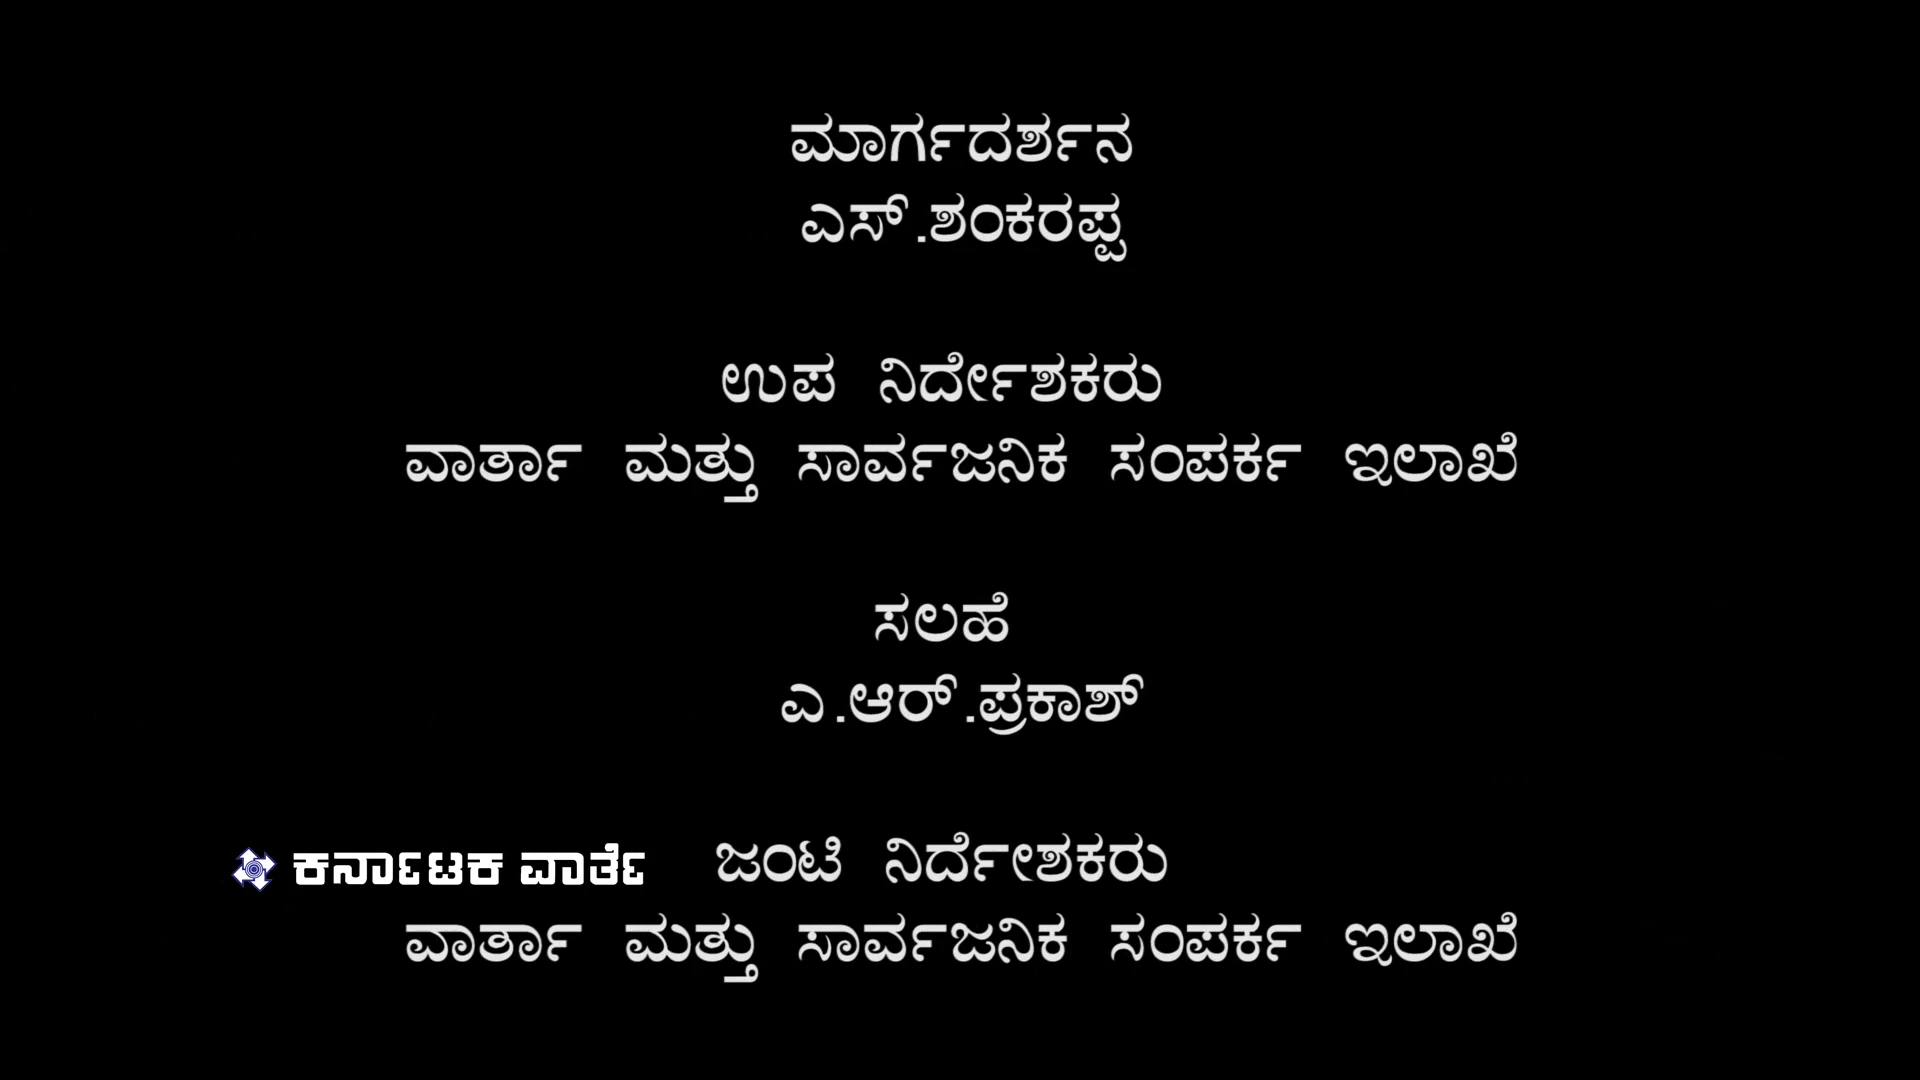 ಮಾರ್ಗದರ್ಶನ
ಎಸ್.ಶಂಕರಪ್ಪ
ಉಪ ನಿರ್ದೇಶಕರು
ವಾರ್ತಾ ಮತ್ತು ಸಾರ್ವಜನಿಕ ಸಂಪರ್ಕ ಇಲಾಖೆ
ಸಲಹೆ
ಎ.ಆರ್.ಪ್ರಕಾಶ್
ಕರ್ನಾಟಕ ವಾರ್ತೆ
ಜಂಟಿ ನಿರ್ದೇಶಕರು
ವಾರ್ತಾ ಮತ್ತು ಸಾರ್ವಜನಿಕ ಸಂಪರ್ಕ ಇಲಾಖೆ